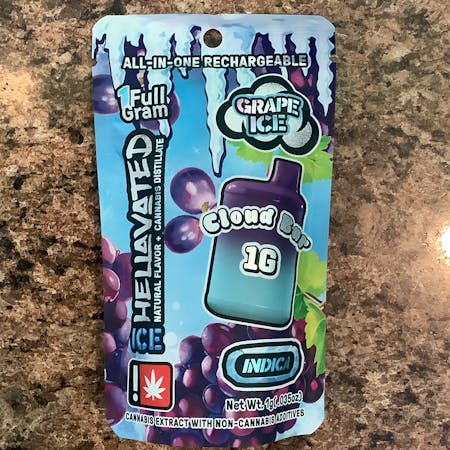 ALL-IN-ONE RECHARGEABLE
1 Full
Gram
GRAPE
ICE
HELLAVATED
ICE
NATURAL FLAVOR + CANNABIS DISTILLATE
Cloud Bar
1G
INDICA
!
Net Wt. 1g (.035oz)
CANNABIS EXTRACT WITH NON-CANNABIS ADDITIVES